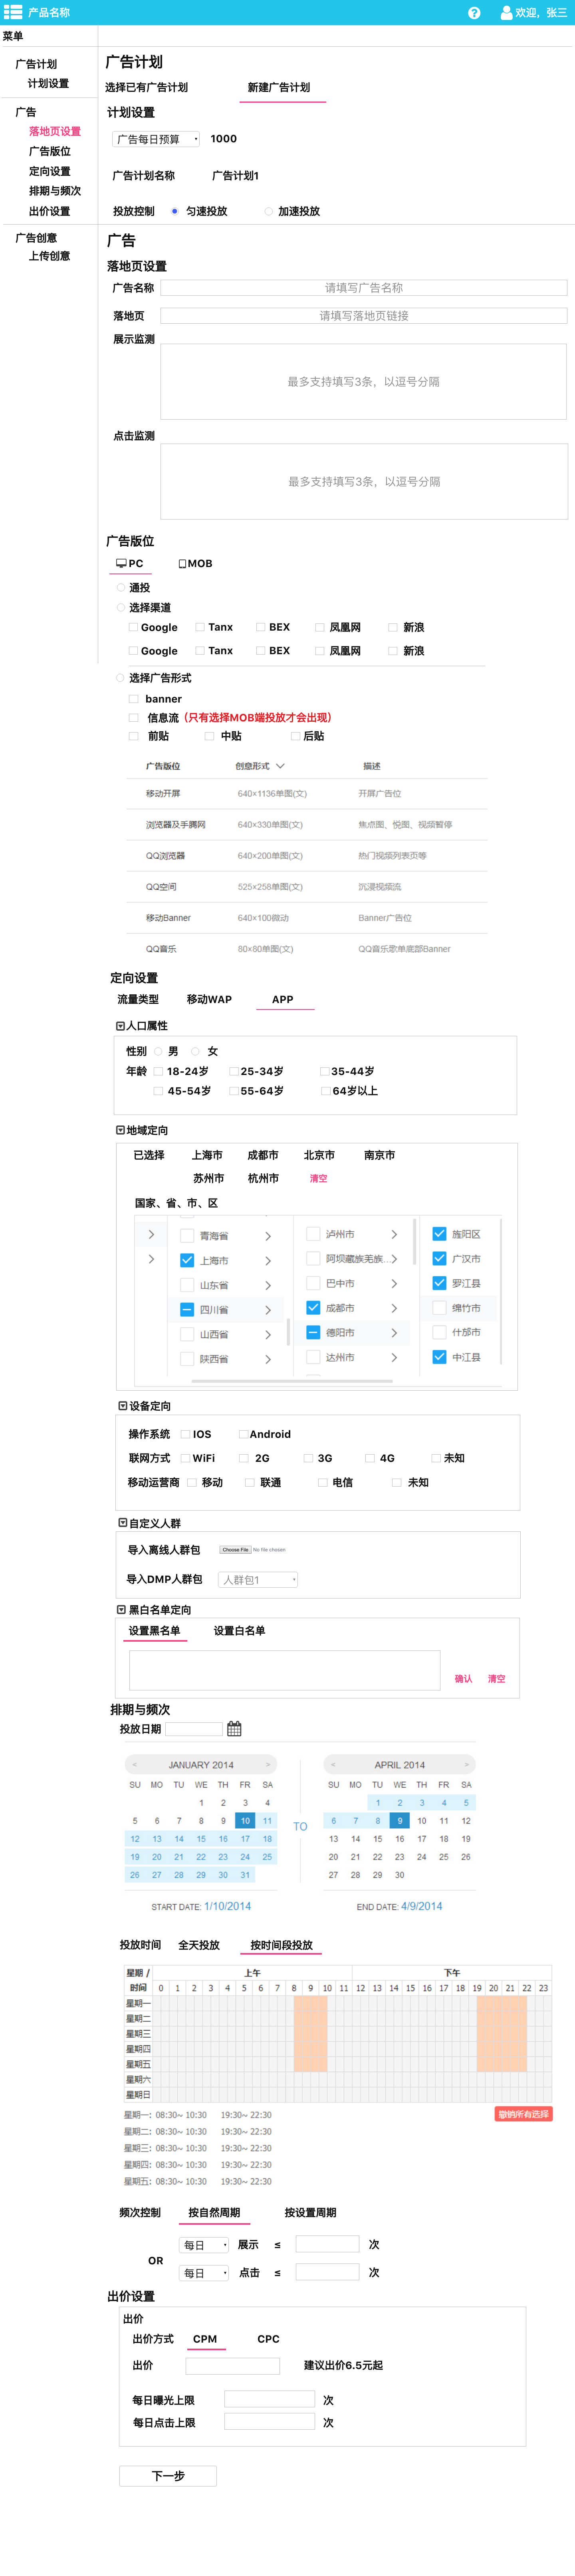 产品名称
欢迎，张三
菜单
广告计划
计划设置
广告
落地页设置
广告版位
定向设置
排期与频次
出价设置
广告创意
上传创意
广告计划
选择已有广告计划 新建广告计划
计划设置
广告每日预算 1000
广告计划名称 广告计划1
投放控制 匀速投放 加速投放
广告
落地页设置
广告名称 请填写广告名称
落地页 请填写落地页链接
展示监测
最多支持填写3条，以逗号分隔
点击监测
最多支持填写3条，以逗号分隔
广告版位
PC MOB
通投
选择渠道
Google Tanx BEX 凤凰网 新浪
Google Tanx BEX 凤凰网 新浪
选择广告形式
banner
信息流（只有选择MOB端投放才会出现）
前贴 中贴 后贴
广告版位 创意形式 描述
移动开屏 640×1136单图(文) 开屏广告位
浏览器及手腾网 640×330单图(文) 焦点图、悦图、视频暂停
QQ浏览器 640×200单图(文) 热门视频列表页等
QQ空间 525×258单图(文) 沉浸视频流
移动Banner 640×100微动 Banner广告位
QQ音乐 80×80单图(文) QQ音乐歌单底部Banner
定向设置
流量类型 移动WAP APP
人口属性
性别 男 女
年龄 18-24岁 25-34岁 35-44岁
45-54岁 55-64岁 64岁以上
地域定向
已选择 上海市 成都市 北京市 南京市
苏州市 杭州市 清空
国家、省、市、区
青海省 泸州市 旌阳区
上海市 阿坝藏族羌族... 广汉市
山东省 巴中市 罗江县
四川省 成都市 绵竹市
山西省 德阳市 什邡市
陕西省 达州市 中江县
设备定向
操作系统 IOS Android
联网方式 WiFi 2G 3G 4G 未知
移动运营商 移动 联通 电信 未知
自定义人群
导入离线人群包 Choose File No file chosen
导入DMP人群包 人群包1
黑白名单定向
设置黑名单 设置白名单
确认 清空
排期与频次
投放日期
< JANUARY 2014 > < APRIL 2014 >
SU MO TU WE TH FR SA SU MO TU WE TH FR SA
1 2 3 4 1 2 3 4 5
5 6 7 8 9 10 11 6 7 8 9 10 11 12
TO
12 13 14 15 16 17 18 13 14 15 16 17 18 19
19 20 21 22 23 24 25 20 21 22 23 24 25 26
26 27 28 29 30 31 27 28 29 30
START DATE: 1/10/2014 END DATE: 4/9/2014
投放时间 全天投放 按时间段投放
星期 / 上午 下午
时间 0 1 2 3 4 5 6 7 8 9 10 11 12 13 14 15 16 17 18 19 20 21 22 23
星期一
星期二
星期三
星期四
星期五
星期六
星期日
撤销所有选择
星期一: 08:30~ 10:30 19:30~ 22:30
星期二: 08:30~ 10:30 19:30~ 22:30
星期三: 08:30~ 10:30 19:30~ 22:30
星期四: 08:30~ 10:30 19:30~ 22:30
星期五: 08:30~ 10:30 19:30~ 22:30
频次控制 按自然周期 按设置周期
每日 展示 ≤ 次
OR
每日 点击 ≤ 次
出价设置
出价
出价方式 CPM CPC
出价 建议出价6.5元起
每日曝光上限 次
每日点击上限 次
下一步